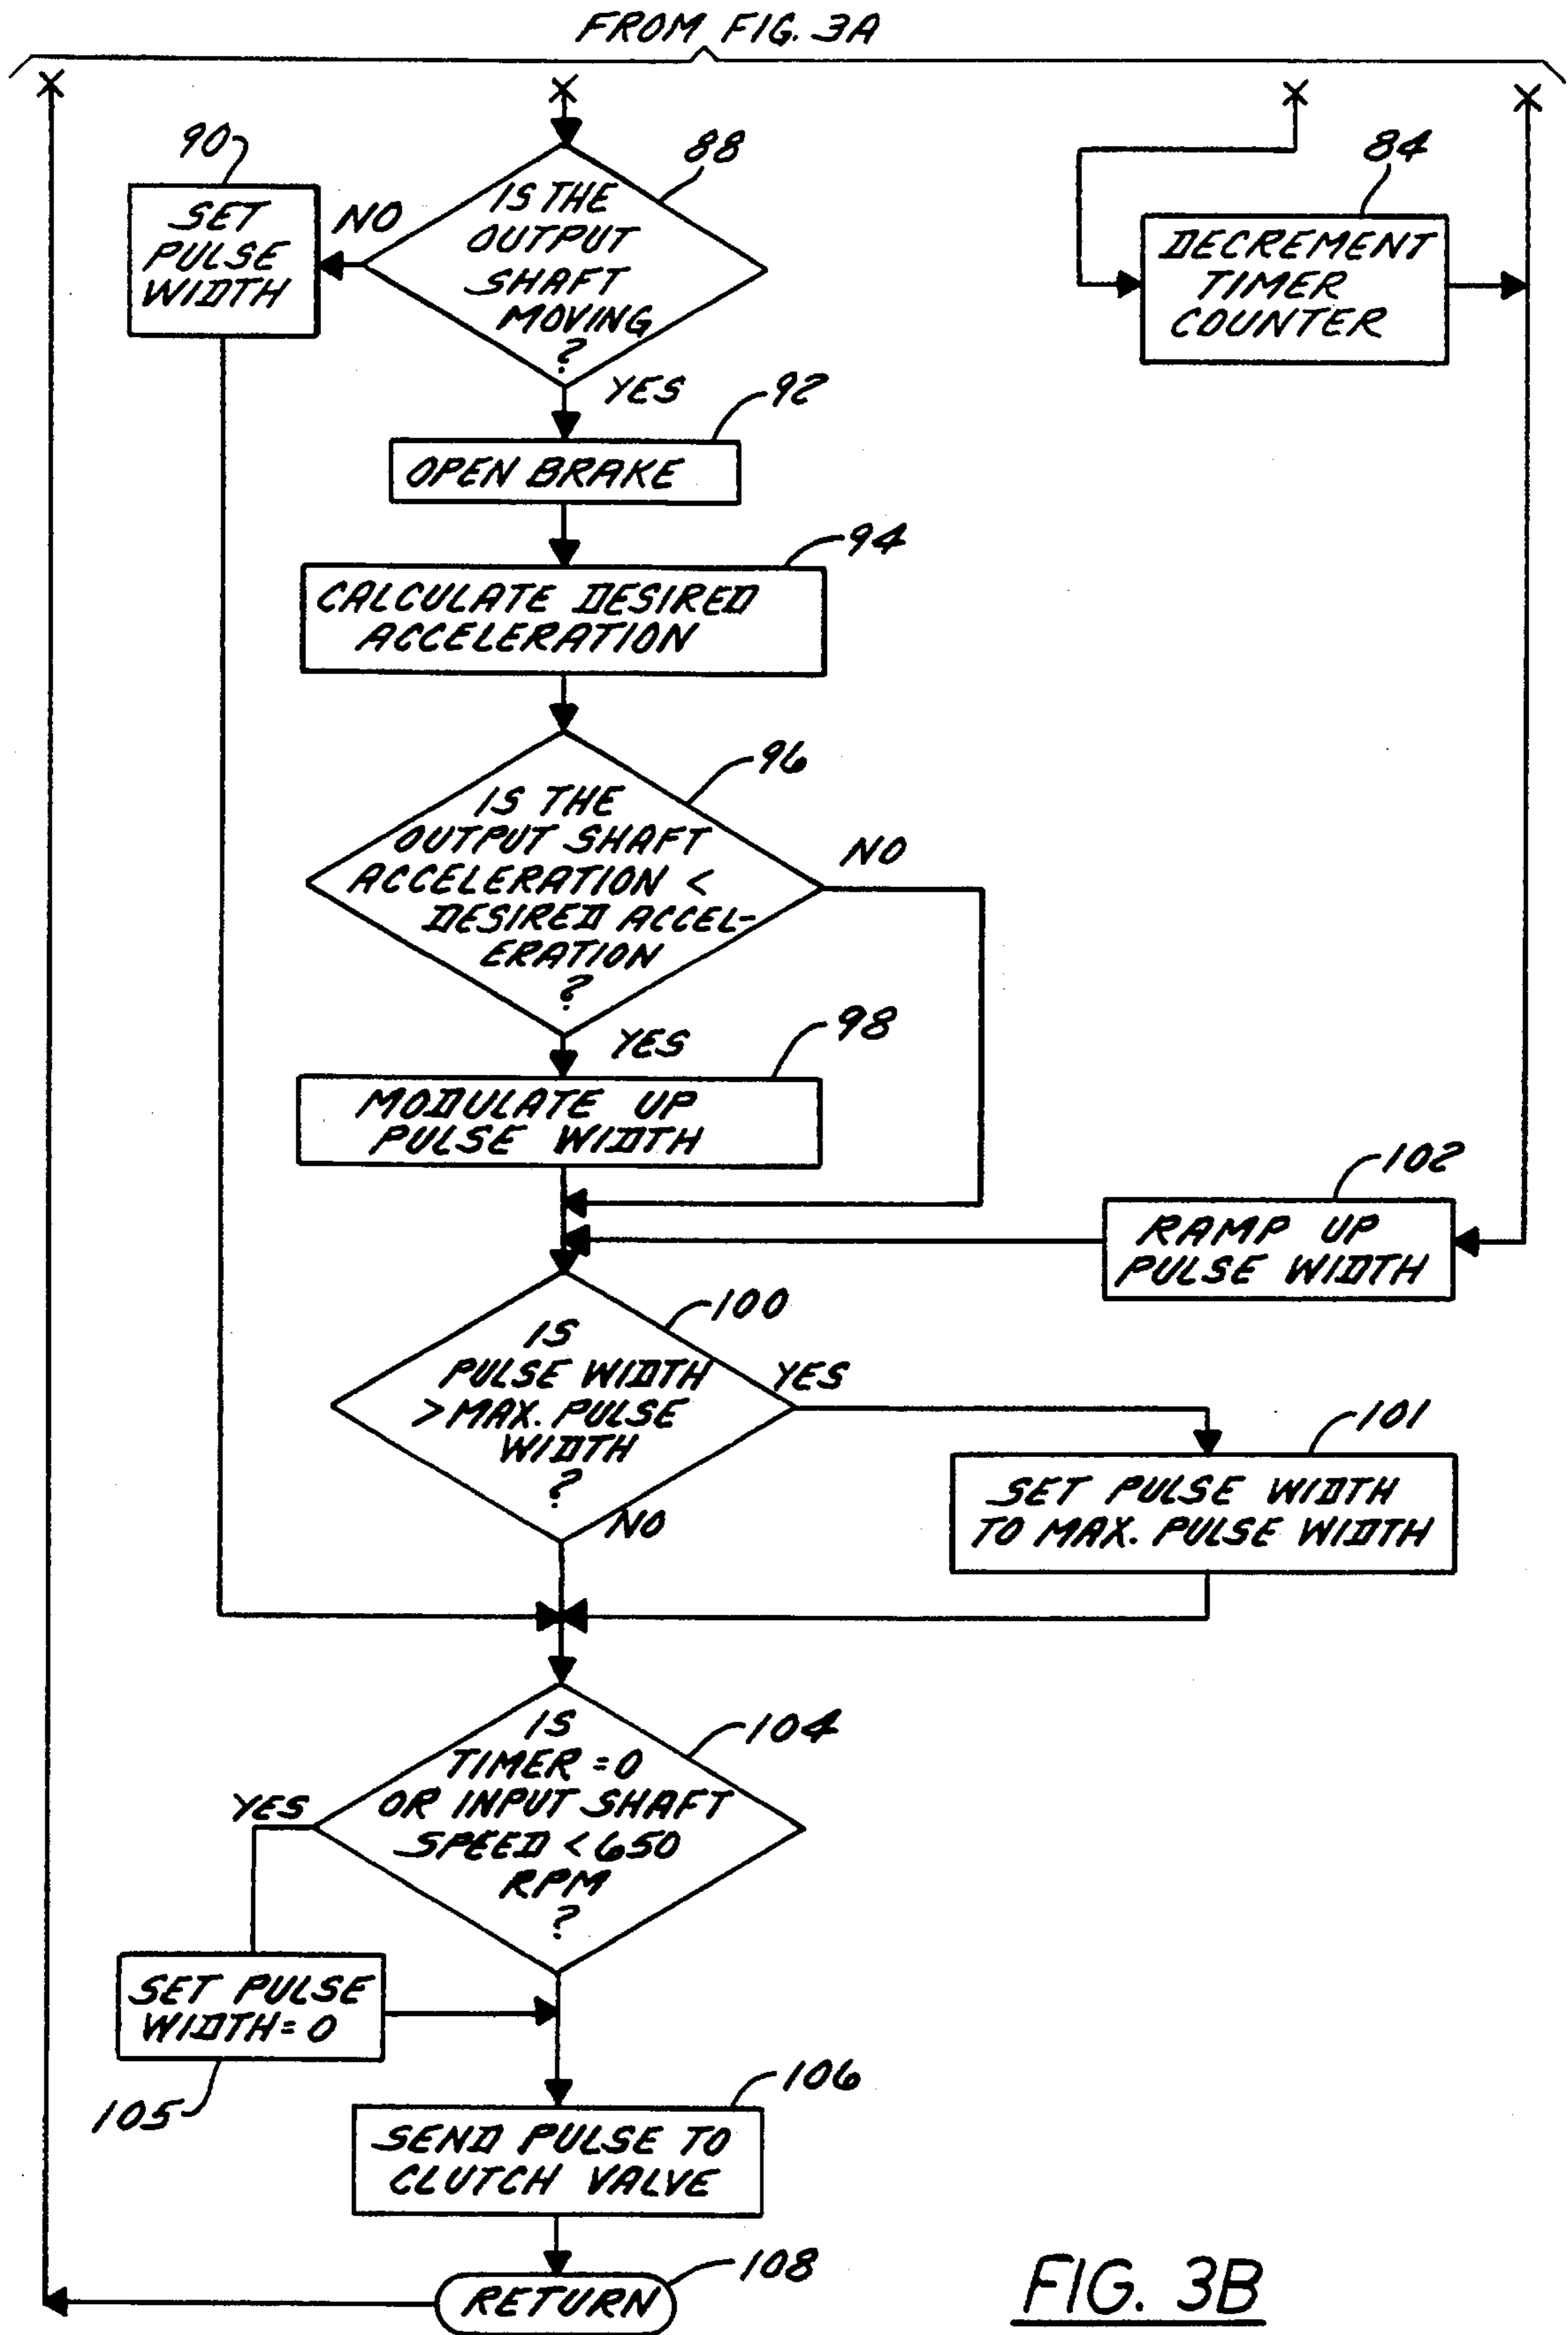 FROM FIG. 3A
90
88
84
SET
PULSE
WIDTH
NO
IS THE
OUTPUT
SHAFT
MOVING
?
DECREMENT
TIMER
COUNTER
YES
92
OPEN BRAKE
94
CALCULATE DESIRED
ACCELERATION
96
IS THE
OUTPUT SHAFT
ACCELERATION <
DESIRED ACCEL-
ERATION
?
NO
YES
98
MODULATE UP
PULSE WIDTH
102
RAMP UP
PULSE WIDTH
100
IS
PULSE WIDTH
> MAX. PULSE
WIDTH
?
YES
NO
101
SET PULSE WIDTH
TO MAX. PULSE WIDTH
104
IS
TIMER = 0
OR INPUT SHAFT
SPEED < 650
RPM
?
YES
SET PULSE
WIDTH = 0
105
106
SEND PULSE TO
CLUTCH VALVE
108
RETURN
FIG. 3B